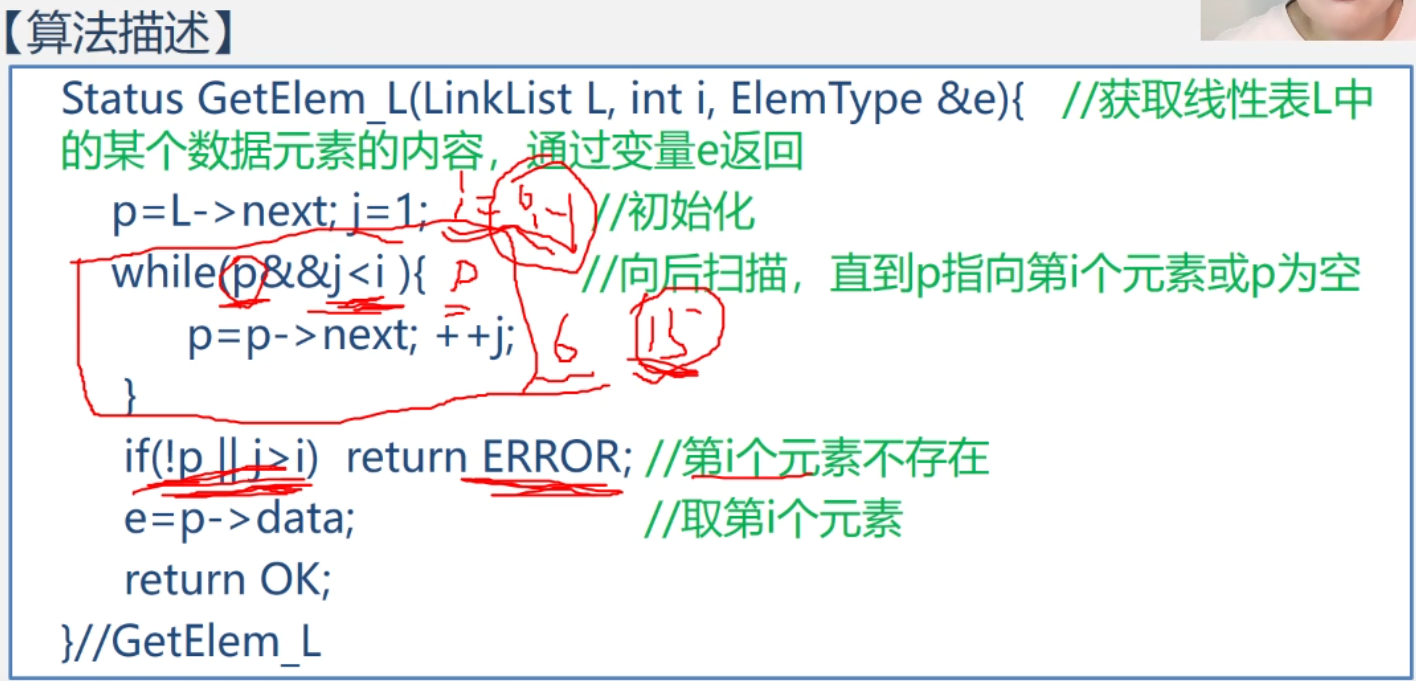 【算法描述】
Status GetElem_L(LinkList L, int i, ElemType &e){ //获取线性表L中
的某个数据元素的内容，通过变量e返回
p=L->next; j=1; //初始化
while(p&&j<i ){ //向后扫描，直到p指向第i个元素或p为空
p=p->next; ++j;
6 15
}
if(!p || j>i) return ERROR; //第i个元素不存在
e=p->data; //取第i个元素
return OK;
}//GetElem_L